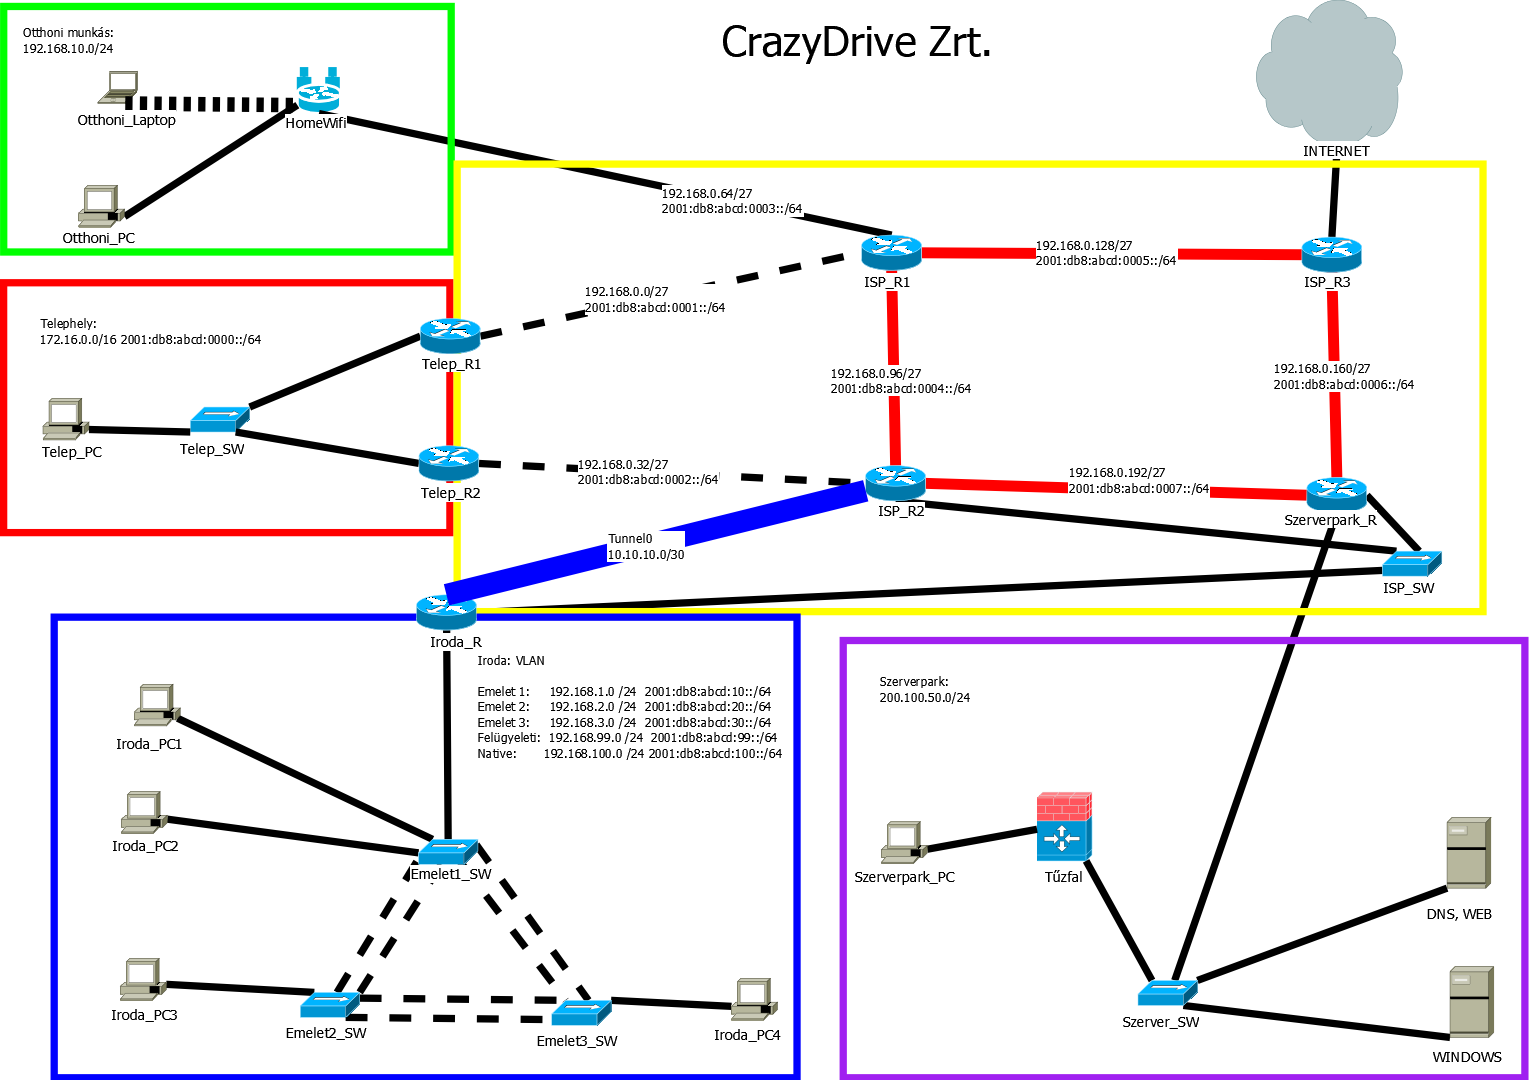 CrazyDrive Zrt.
Otthoni munkás:
192.168.10.0/24
Otthoni_Laptop
HomeWifi
Otthoni_PC
INTERNET
192.168.0.64/27
2001:db8:abcd:0003::/64
ISP_R1
192.168.0.128/27
2001:db8:abcd:0005::/64
ISP_R3
192.168.0.0/27
2001:db8:abcd:0001::/64
Telephely:
172.16.0.0/16 2001:db8:abcd:0000::/64
Telep_R1
192.168.0.96/27
2001:db8:abcd:0004::/64
192.168.0.160/27
2001:db8:abcd:0006::/64
Telep_PC
Telep_SW
Telep_R2
192.168.0.32/27
2001:db8:abcd:0002::/64
ISP_R2
192.168.0.192/27
2001:db8:abcd:0007::/64
Szerverpark_R
Tunnel0
10.10.10.0/30
ISP_SW
Iroda_R
Iroda: VLAN
Emelet 1: 192.168.1.0 /24 2001:db8:abcd:10::/64
Emelet 2: 192.168.2.0 /24 2001:db8:abcd:20::/64
Emelet 3: 192.168.3.0 /24 2001:db8:abcd:30::/64
Felügyeleti: 192.168.99.0 /24 2001:db8:abcd:99::/64
Native: 192.168.100.0 /24 2001:db8:abcd:100::/64
Iroda_PC1
Iroda_PC2
Emelet1_SW
Iroda_PC3
Emelet2_SW
Emelet3_SW
Iroda_PC4
Szerverpark:
200.100.50.0/24
Szerverpark_PC
Tűzfal
DNS, WEB
Szerver_SW
WINDOWS